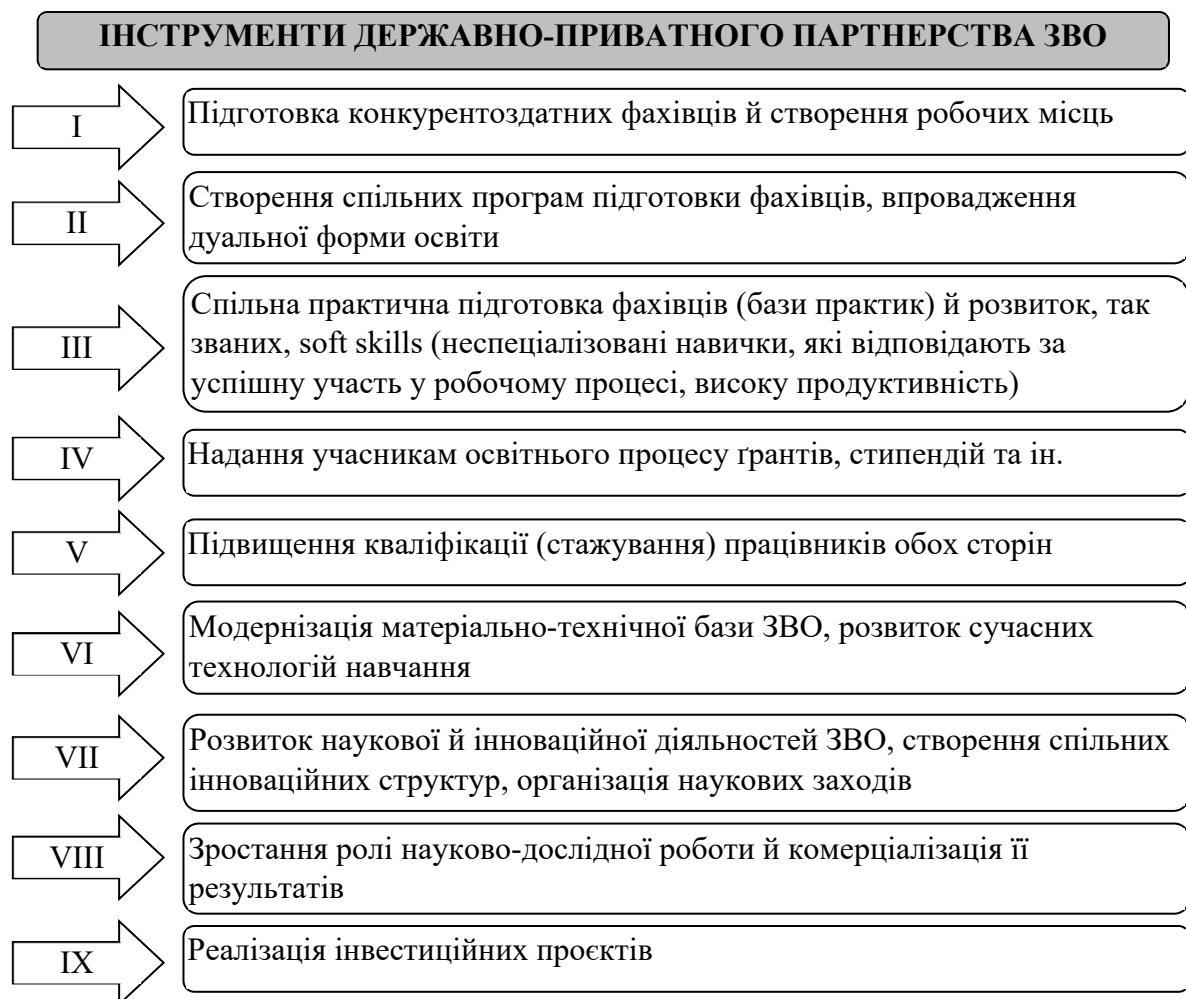 ІНСТРУМЕНТИ ДЕРЖАВНО-ПРИВАТНОГО ПАРТНЕРСТВА ЗВО
I
Підготовка конкурентоздатних фахівців й створення робочих місць
II
Створення спільних програм підготовки фахівців, впровадження
дуальної форми освіти
III
Спільна практична підготовка фахівців (бази практик) й розвиток, так
званих, soft skills (неспеціалізовані навички, які відповідають за
успішну участь у робочому процесі, високу продуктивність)
IV
Надання учасникам освітнього процесу ґрантів, стипендій та ін.
V
Підвищення кваліфікації (стажування) працівників обох сторін
VI
Модернізація матеріально-технічної бази ЗВО, розвиток сучасних
технологій навчання
VII
Розвиток наукової й інноваційної діяльностей ЗВО, створення спільних
інноваційних структур, організація наукових заходів
VIII
Зростання ролі науково-дослідної роботи й комерціалізація її
результатів
IX
Реалізація інвестиційних проєктів